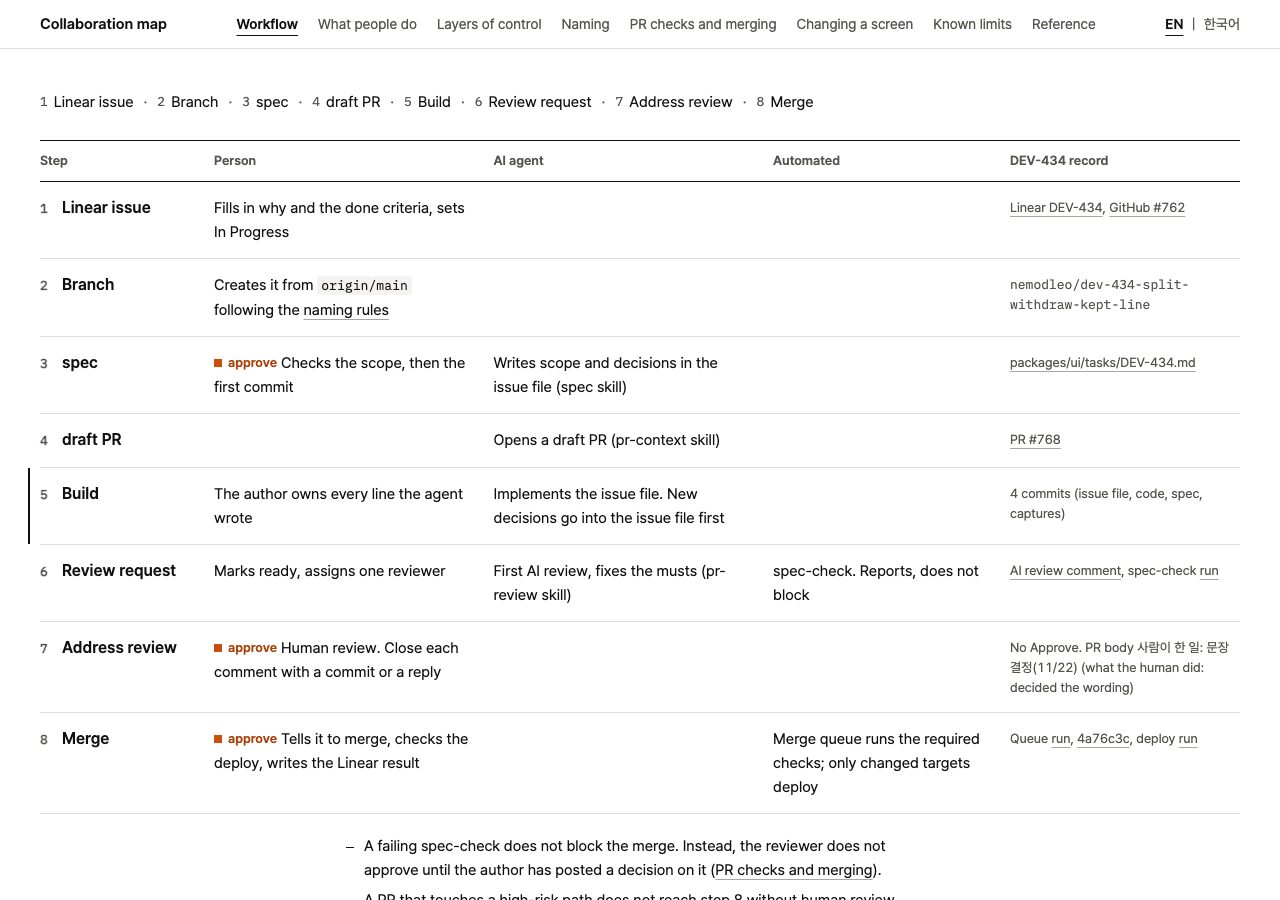 Collaboration map Workflow What people do Layers of control Naming PR checks and merging Changing a screen Known limits Reference EN | 한국어
1 Linear issue · 2 Branch · 3 spec · 4 draft PR · 5 Build · 6 Review request · 7 Address review · 8 Merge
Step Person AI agent Automated DEV-434 record
1 Linear issue
Fills in why and the done criteria, sets
In Progress
Linear DEV-434, GitHub #762
2 Branch
Creates it from origin/main
following the naming rules
nemodleo/dev-434-split-
withdraw-kept-line
3 spec
■ approve Checks the scope, then the
first commit
Writes scope and decisions in the
issue file (spec skill)
packages/ui/tasks/DEV-434.md
4 draft PR
Opens a draft PR (pr-context skill)
PR #768
5 Build
The author owns every line the agent
wrote
Implements the issue file. New
decisions go into the issue file first
4 commits (issue file, code, spec,
captures)
6 Review request
Marks ready, assigns one reviewer
First AI review, fixes the musts (pr-
review skill)
spec-check. Reports, does not
block
AI review comment, spec-check run
7 Address review
■ approve Human review. Close each
comment with a commit or a reply
No Approve. PR body 사람이 한 일: 문장
결정(11/22) (what the human did:
decided the wording)
8 Merge
■ approve Tells it to merge, checks the
deploy, writes the Linear result
Merge queue runs the required
checks; only changed targets
deploy
Queue run, 4a76c3c, deploy run
– A failing spec-check does not block the merge. Instead, the reviewer does not
approve until the author has posted a decision on it (PR checks and merging).
A PR that touches a high-risk path does not reach step 8 without human review